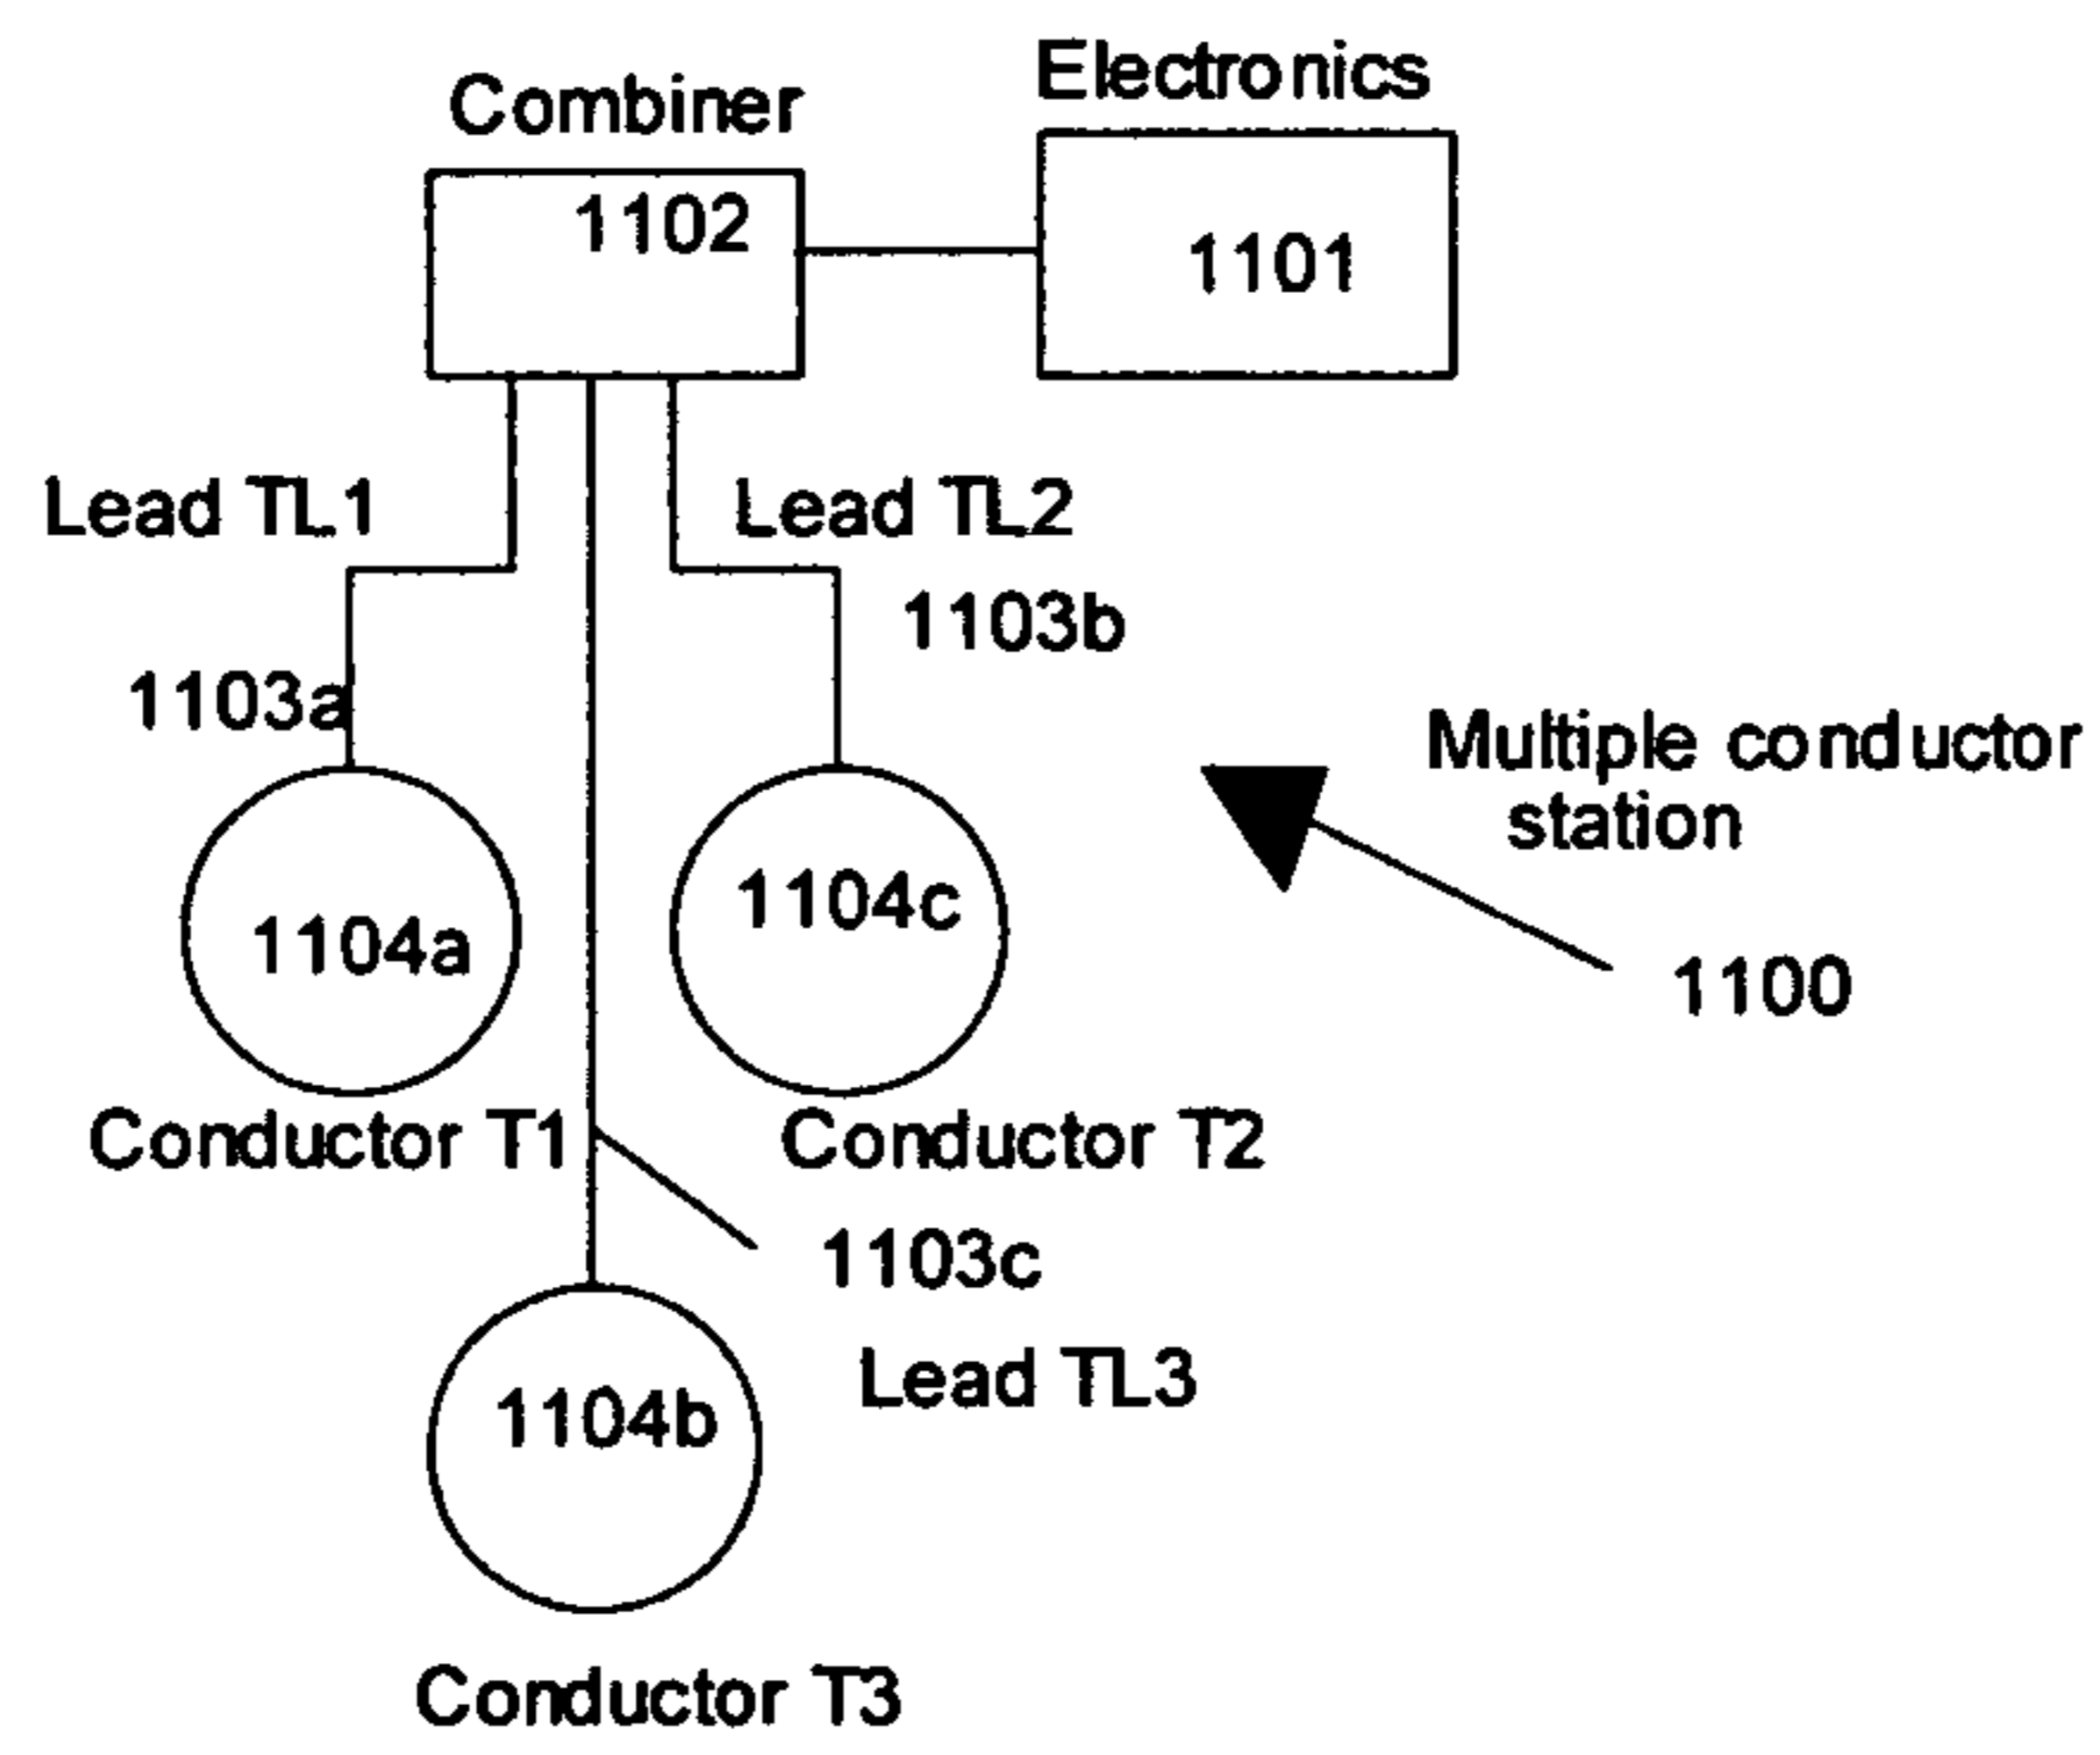 Electronics
Combiner
1102
1101
Lead TL1
Lead TL2
1103b
1103a
Multiple conductor
station
1104c
1104a
1100
Conductor T1
Conductor T2
1103c
Lead TL3
1104b
Conductor T3